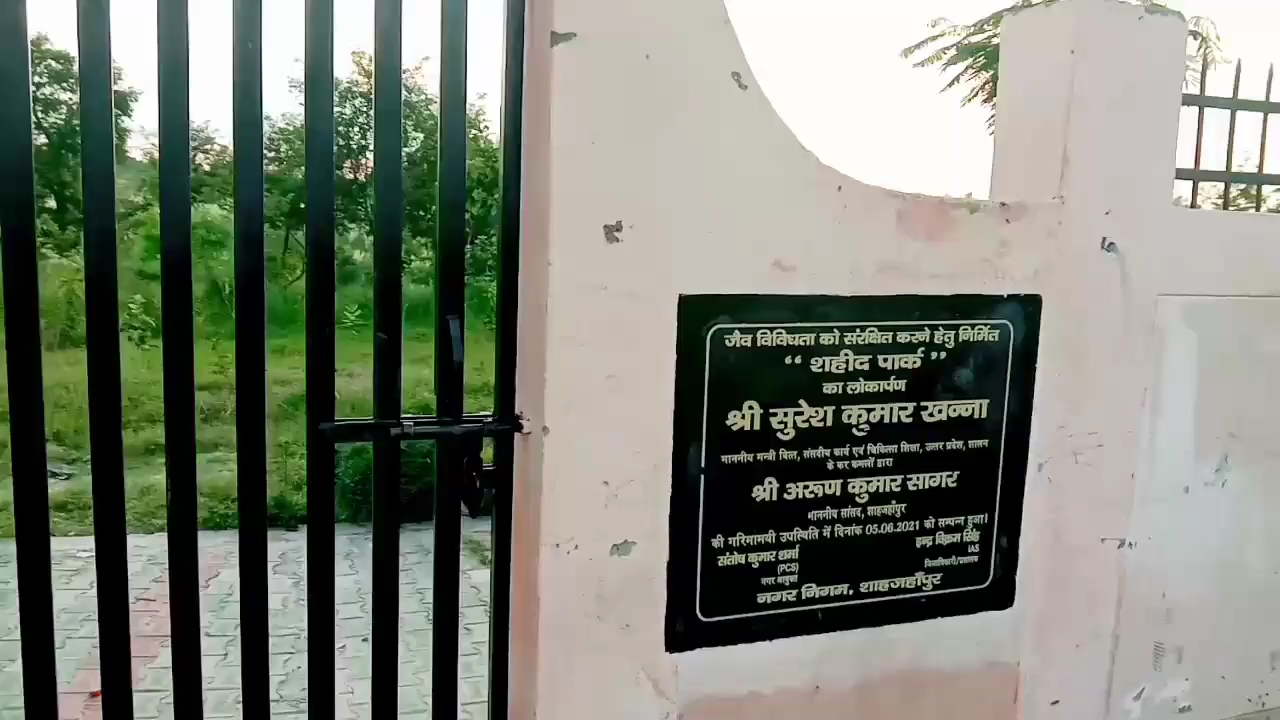 जैव विविधता को संरक्षित करने हेतु निर्मित
“ शहीद पार्क ”
का लोकार्पण
श्री सुरेश कुमार खन्ना
माननीय मन्त्री वित्त, संसदीय कार्य एवं चिकित्सा शिक्षा, उत्तर प्रदेश, शासन
के कर कमलों द्वारा
श्री अरूण कुमार सागर
माननीय सांसद, शाहजहाँपुर
की गरिमामयी उपस्थिति में दिनांक 05.06.2021 को सम्पन्न हुआ।
संतोष कुमार शर्मा इन्द्र विक्रम सिंह
(PCS) IAS
नगर आयुक्त जिलाधिकारी/प्रशासक
नगर निगम, शाहजहाँपुर